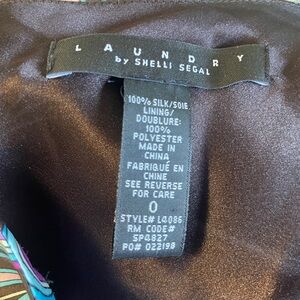 LAUNDRY
by SHELLI SEGAL
100% SILK/SOIE
LINING/
DOUBLURE:
100%
POLYESTER
MADE IN
CHINA
FABRIQUÉ EN
CHINE
SEE REVERSE
FOR CARE
0
STYLE# L4086
RM CODE#
SP4827
PO# 022198